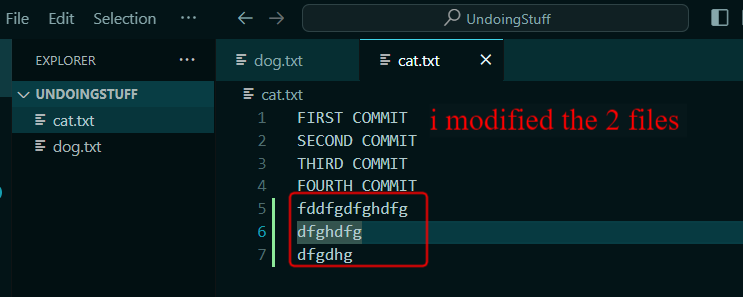 File Edit Selection ...
UndoingStuff
EXPLORER ...
dog.txt
cat.txt
UNDOINGSTUFF
cat.txt
dog.txt
cat.txt
1 FIRST COMMIT
i modified the 2 files
2 SECOND COMMIT
3 THIRD COMMIT
4 FOURTH COMMIT
5 fddfgdfghdfg
6 dfghdfg
7 dfgdhg